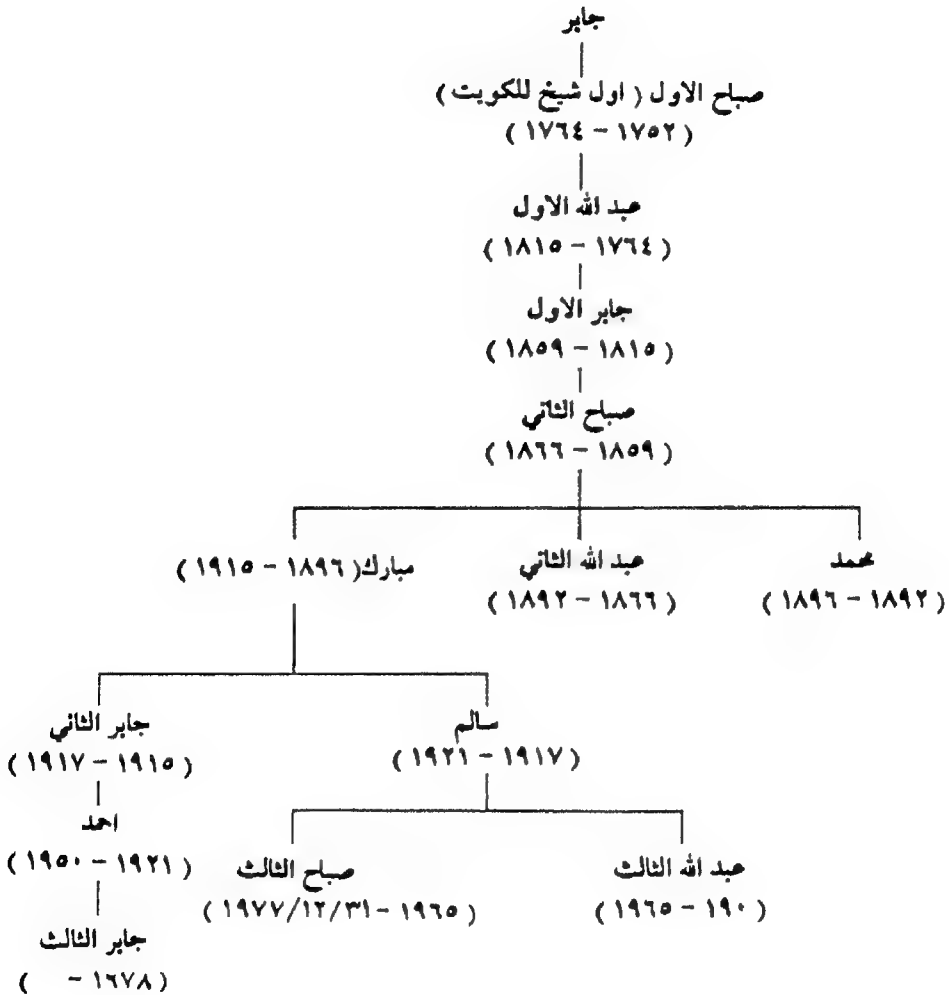 جابر
صباح الاول ( اول شيخ للكويت )
( ١٧٥٢ - ١٧٦٤ )
عبد الله الاول
( ١٧٦٤ - ١٨١٥ )
جابر الاول
( ١٨١٥ - ١٨٥٩ )
صباح الثاني
( ١٨٥٩ - ١٨٦٦ )
محمد
( ١٨٩٢ - ١٨٩٦ )
عبد الله الثاني
( ١٨٦٦ - ١٨٩٢ )
مبارك ( ١٨٩٦ - ١٩١٥ )
سالم
( ١٩١٧ - ١٩٢١ )
جابر الثاني
( ١٩١٥ - ١٩١٧ )
احمد
( ١٩٢١ - ١٩٥٠ )
عبد الله الثالث
( ١٩٠ - ١٩٦٥ )
صباح الثالث
( ١٩٦٥ - ١٩٧٧/١٢/٣١ )
جابر الثالث
( ١٦٧٨ - )